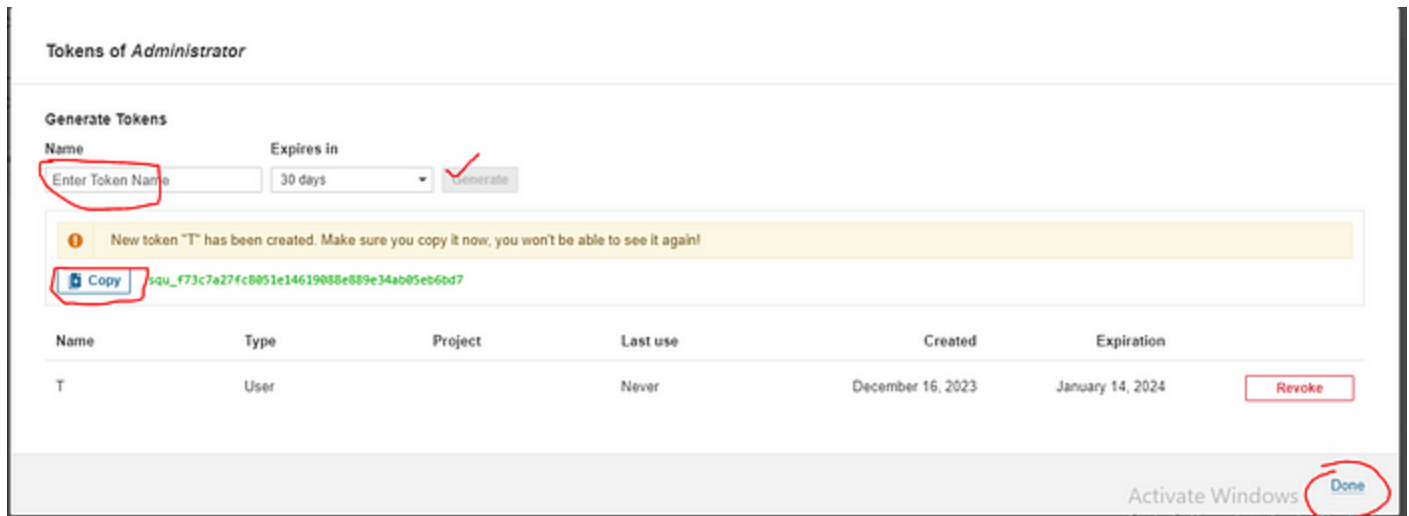 Tokens of Administrator
Generate Tokens
Name Expires in
Enter Token Name 30 days Generate
New token "T" has been created. Make sure you copy it now, you won't be able to see it again!
Copy squ_f73c7a27fc8051e14619088e889e34ab05eb6bd7
Name Type Project Last use Created Expiration
T User Never December 16, 2023 January 14, 2024 Revoke
Activate Windows Done